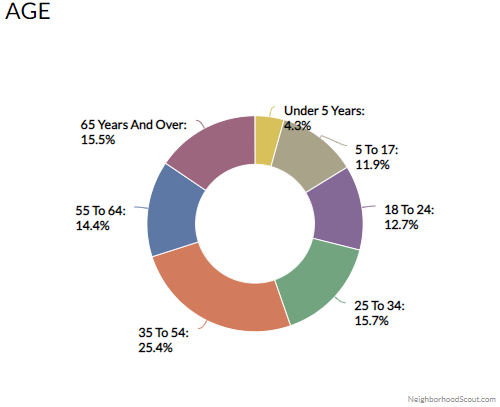 AGE
Under 5 Years:
4.3%
5 To 17:
11.9%
18 To 24:
12.7%
25 To 34:
15.7%
35 To 54:
25.4%
55 To 64:
14.4%
65 Years And Over:
15.5%
NeighborhoodScout.com